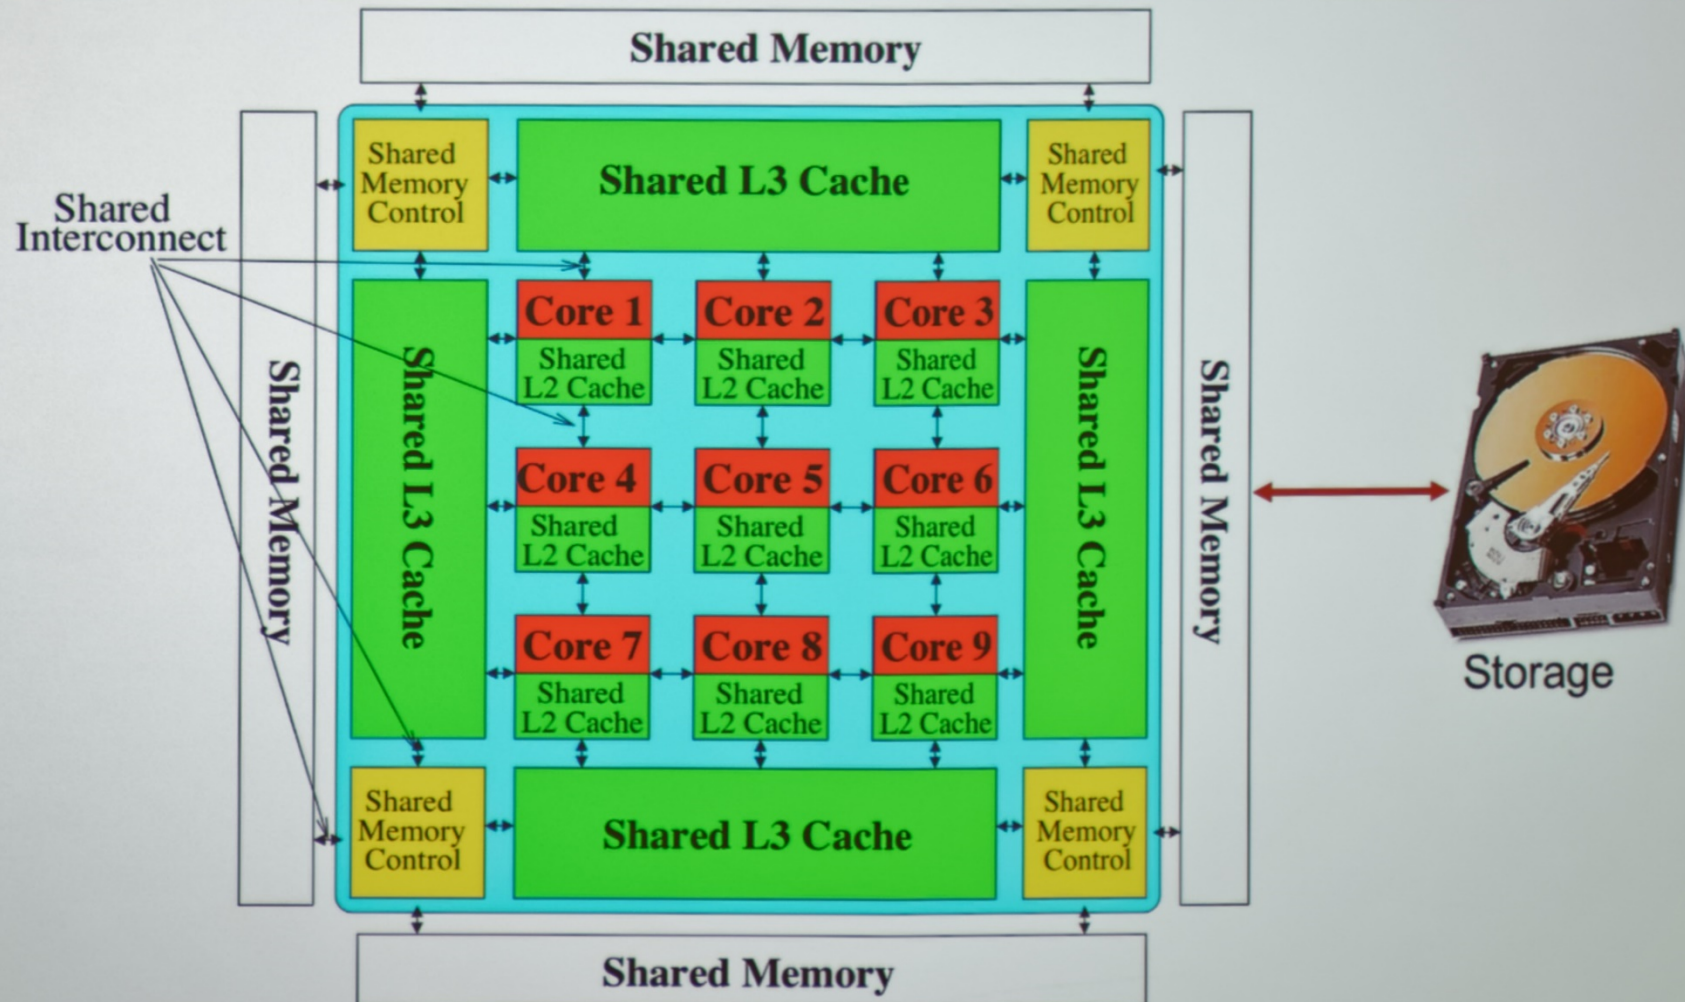 Shared Memory
Shared
Memory
Control
Shared L3 Cache
Shared
Memory
Control
Shared
Interconnect
Shared Memory
Shared L3 Cache
Core 1
Shared
L2 Cache
Core 2
Shared
L2 Cache
Core 3
Shared
L2 Cache
Core 4
Shared
L2 Cache
Core 5
Shared
L2 Cache
Core 6
Shared
L2 Cache
Core 7
Shared
L2 Cache
Core 8
Shared
L2 Cache
Core 9
Shared
L2 Cache
Shared L3 Cache
Shared Memory
Storage
Shared
Memory
Control
Shared L3 Cache
Shared
Memory
Control
Shared Memory